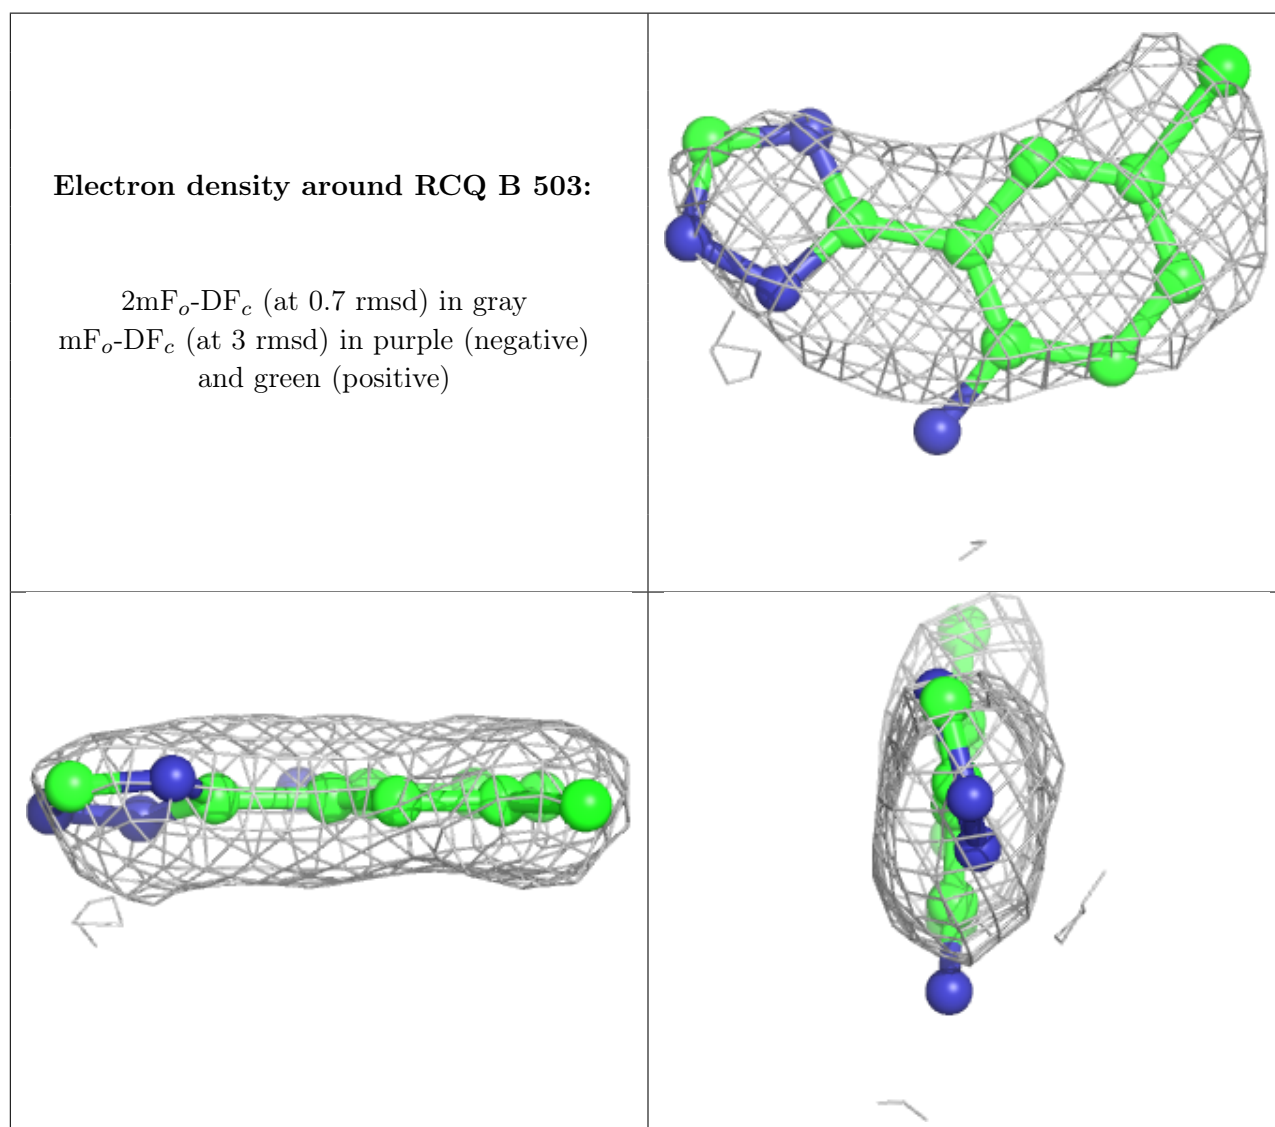 Electron density around RCQ B 503:
2mFo-DFc (at 0.7 rmsd) in gray
mFo-DFc (at 3 rmsd) in purple (negative)
and green (positive)